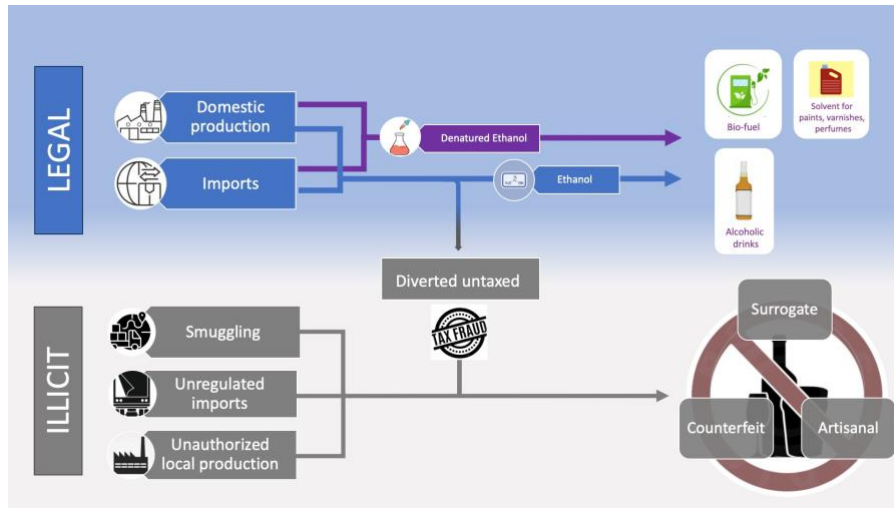 LEGAL
Domestic
production
Imports
Denatured Ethanol
Ethanol
Bio-fuel
Solvent for
paints, varnishes,
perfumes
Alcoholic
drinks
Diverted untaxed
TAX FRAUD
ILLICIT
Smuggling
Unregulated
imports
Unauthorized
local production
Surrogate
Counterfeit
Artisanal